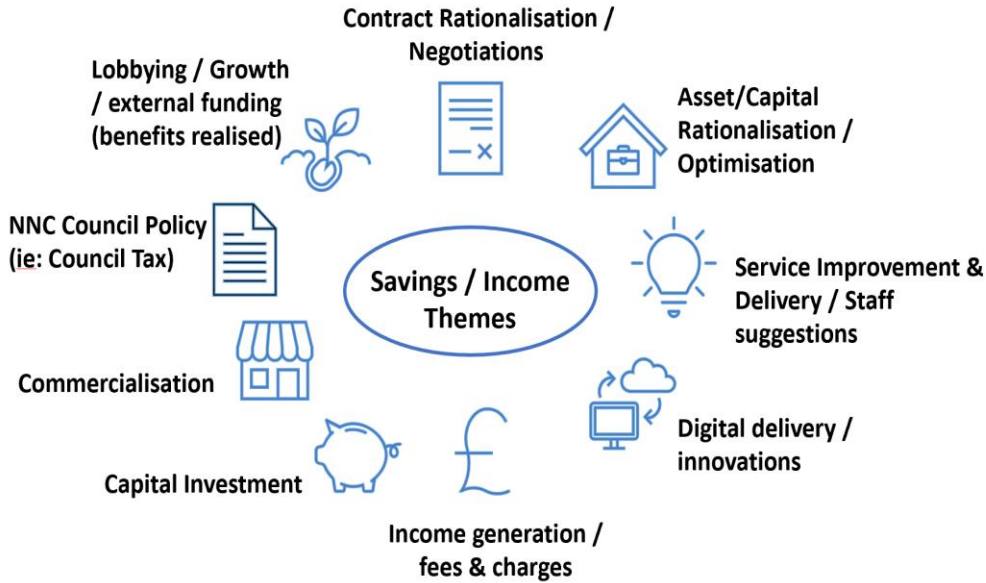 Contract Rationalisation /
Negotiations
Lobbying / Growth
/ external funding
(benefits realised)
Asset/Capital
Rationalisation /
Optimisation
NNC Council Policy
(ie: Council Tax)
Savings / Income
Themes
Service Improvement &
Delivery / Staff
suggestions
Commercialisation
Digital delivery /
innovations
Capital Investment
£
Income generation /
fees & charges